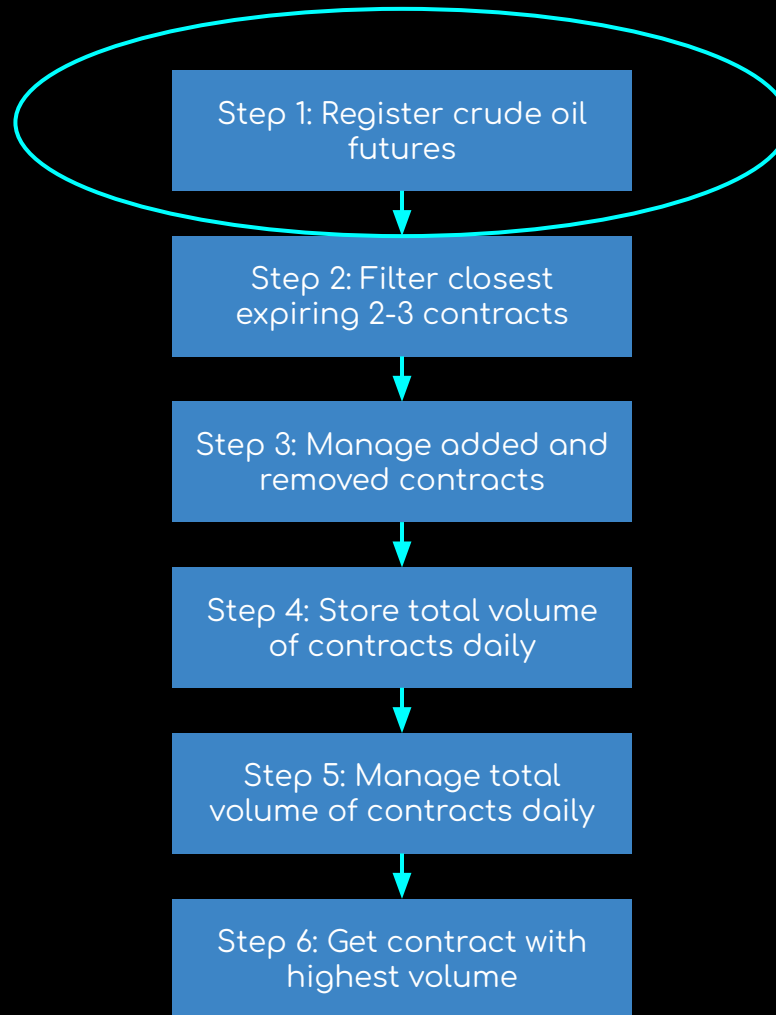 Step 1: Register crude oil
futures
Step 2: Filter closest
expiring 2-3 contracts
Step 3: Manage added and
removed contracts
Step 4: Store total volume
of contracts daily
Step 5: Manage total
volume of contracts daily
Step 6: Get contract with
highest volume